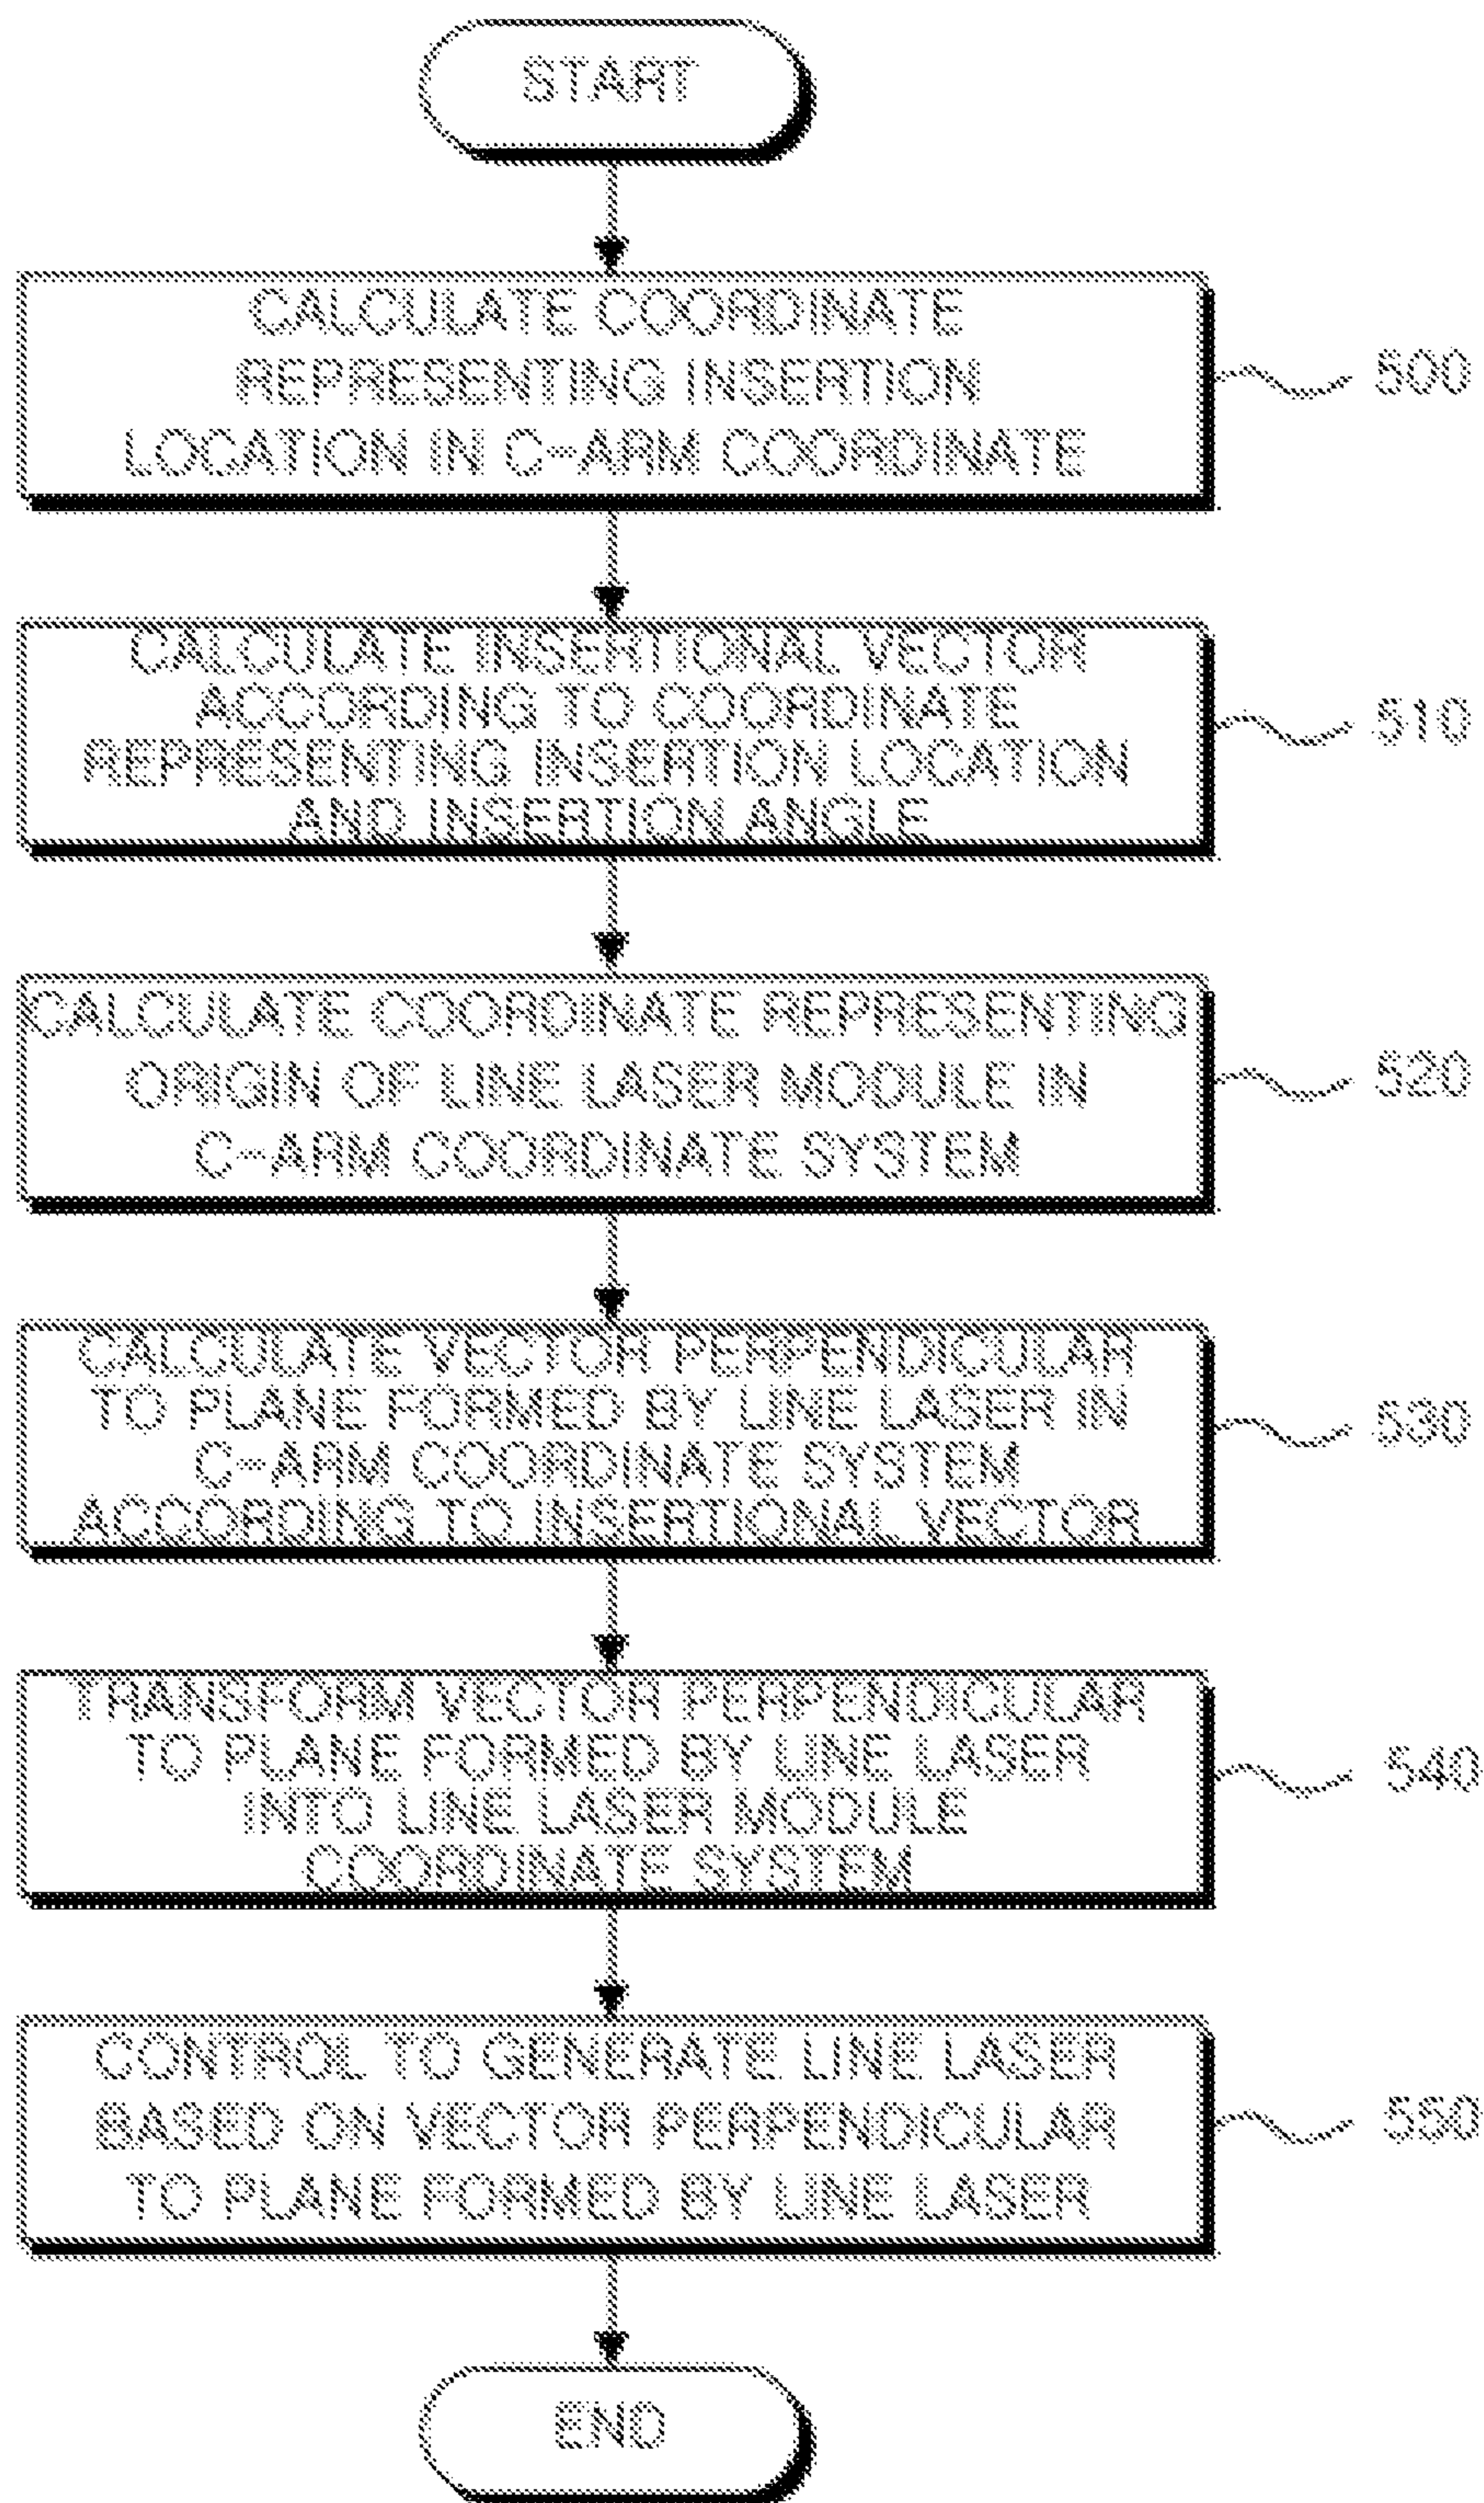 START
CALCULATE COORDINATE
REPRESENTING INSERTION
LOCATION IN C-ARM COORDINATE
500
CALCULATE INSERTIONAL VECTOR
ACCORDING TO COORDINATE
REPRESENTING INSERTION LOCATION
AND INSERTION ANGLE
510
CALCULATE COORDINATE REPRESENTING
ORIGIN OF LINE LASER MODULE IN
C-ARM COORDINATE SYSTEM
520
CALCULATE VECTOR PERPENDICULAR
TO PLANE FORMED BY LINE LASER IN
C-ARM COORDINATE SYSTEM
ACCORDING TO INSERTIONAL VECTOR
530
TRANSFORM VECTOR PERPENDICULAR
TO PLANE FORMED BY LINE LASER
INTO LINE LASER MODULE
COORDINATE SYSTEM
540
CONTROL TO GENERATE LINE LASER
BASED ON VECTOR PERPENDICULAR
TO PLANE FORMED BY LINE LASER
550
END